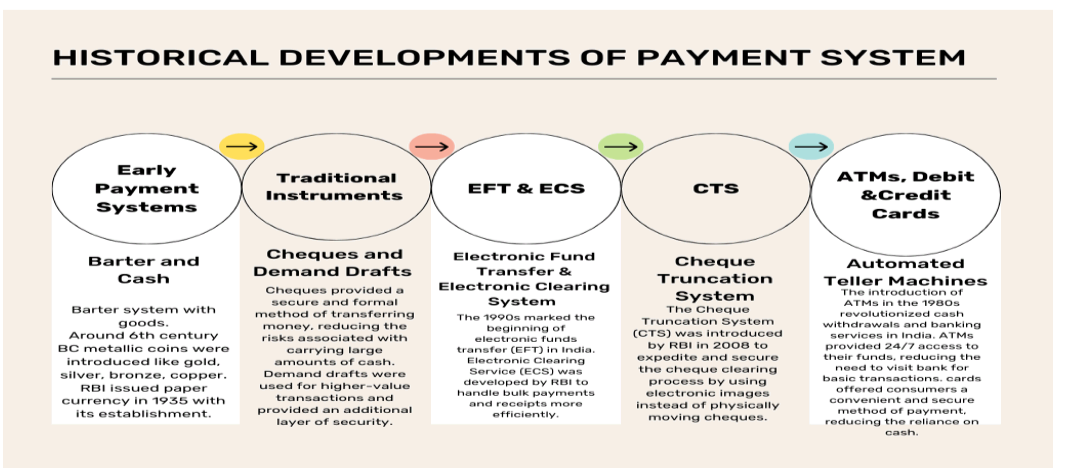 HISTORICAL DEVELOPMENTS OF PAYMENT SYSTEM
Early
Payment
Systems
Barter and
Cash
Barter system with
goods.
Around 6th century
BC metallic coins were
introduced like gold,
silver, bronze, copper.
RBI issued paper
currency in 1935 with
its establishment.
Traditional
Instruments
Cheques and
Demand Drafts
Cheques provided a
secure and formal
method of transferring
money, reducing the
risks associated with
carrying large
amounts of cash.
Demand drafts were
used for higher-value
transactions and
provided an additional
layer of security.
EFT & ECS
Electronic Fund
Transfer &
Electronic Clearing
System
The 1990s marked the
beginning of
electronic funds
transfer (EFT) in India.
Electronic Clearing
Service (ECS) was
developed by RBI to
handle bulk payments
and receipts more
efficiently.
CTS
Cheque
Truncation
System
The Cheque
Truncation System
(CTS) was introduced
by RBI in 2008 to
expedite and secure
the cheque clearing
process by using
electronic images
instead of physically
moving cheques.
ATMs, Debit
&Credit
Cards
Automated
Teller Machines
The introduction of
ATMs in the 1980s
revolutionized cash
withdrawals and banking
services in India. ATMs
provided 24/7 access to
their funds, reducing the
need to visit bank for
basic transactions. cards
offered consumers a
convenient and secure
method of payment,
reducing the reliance on
cash.